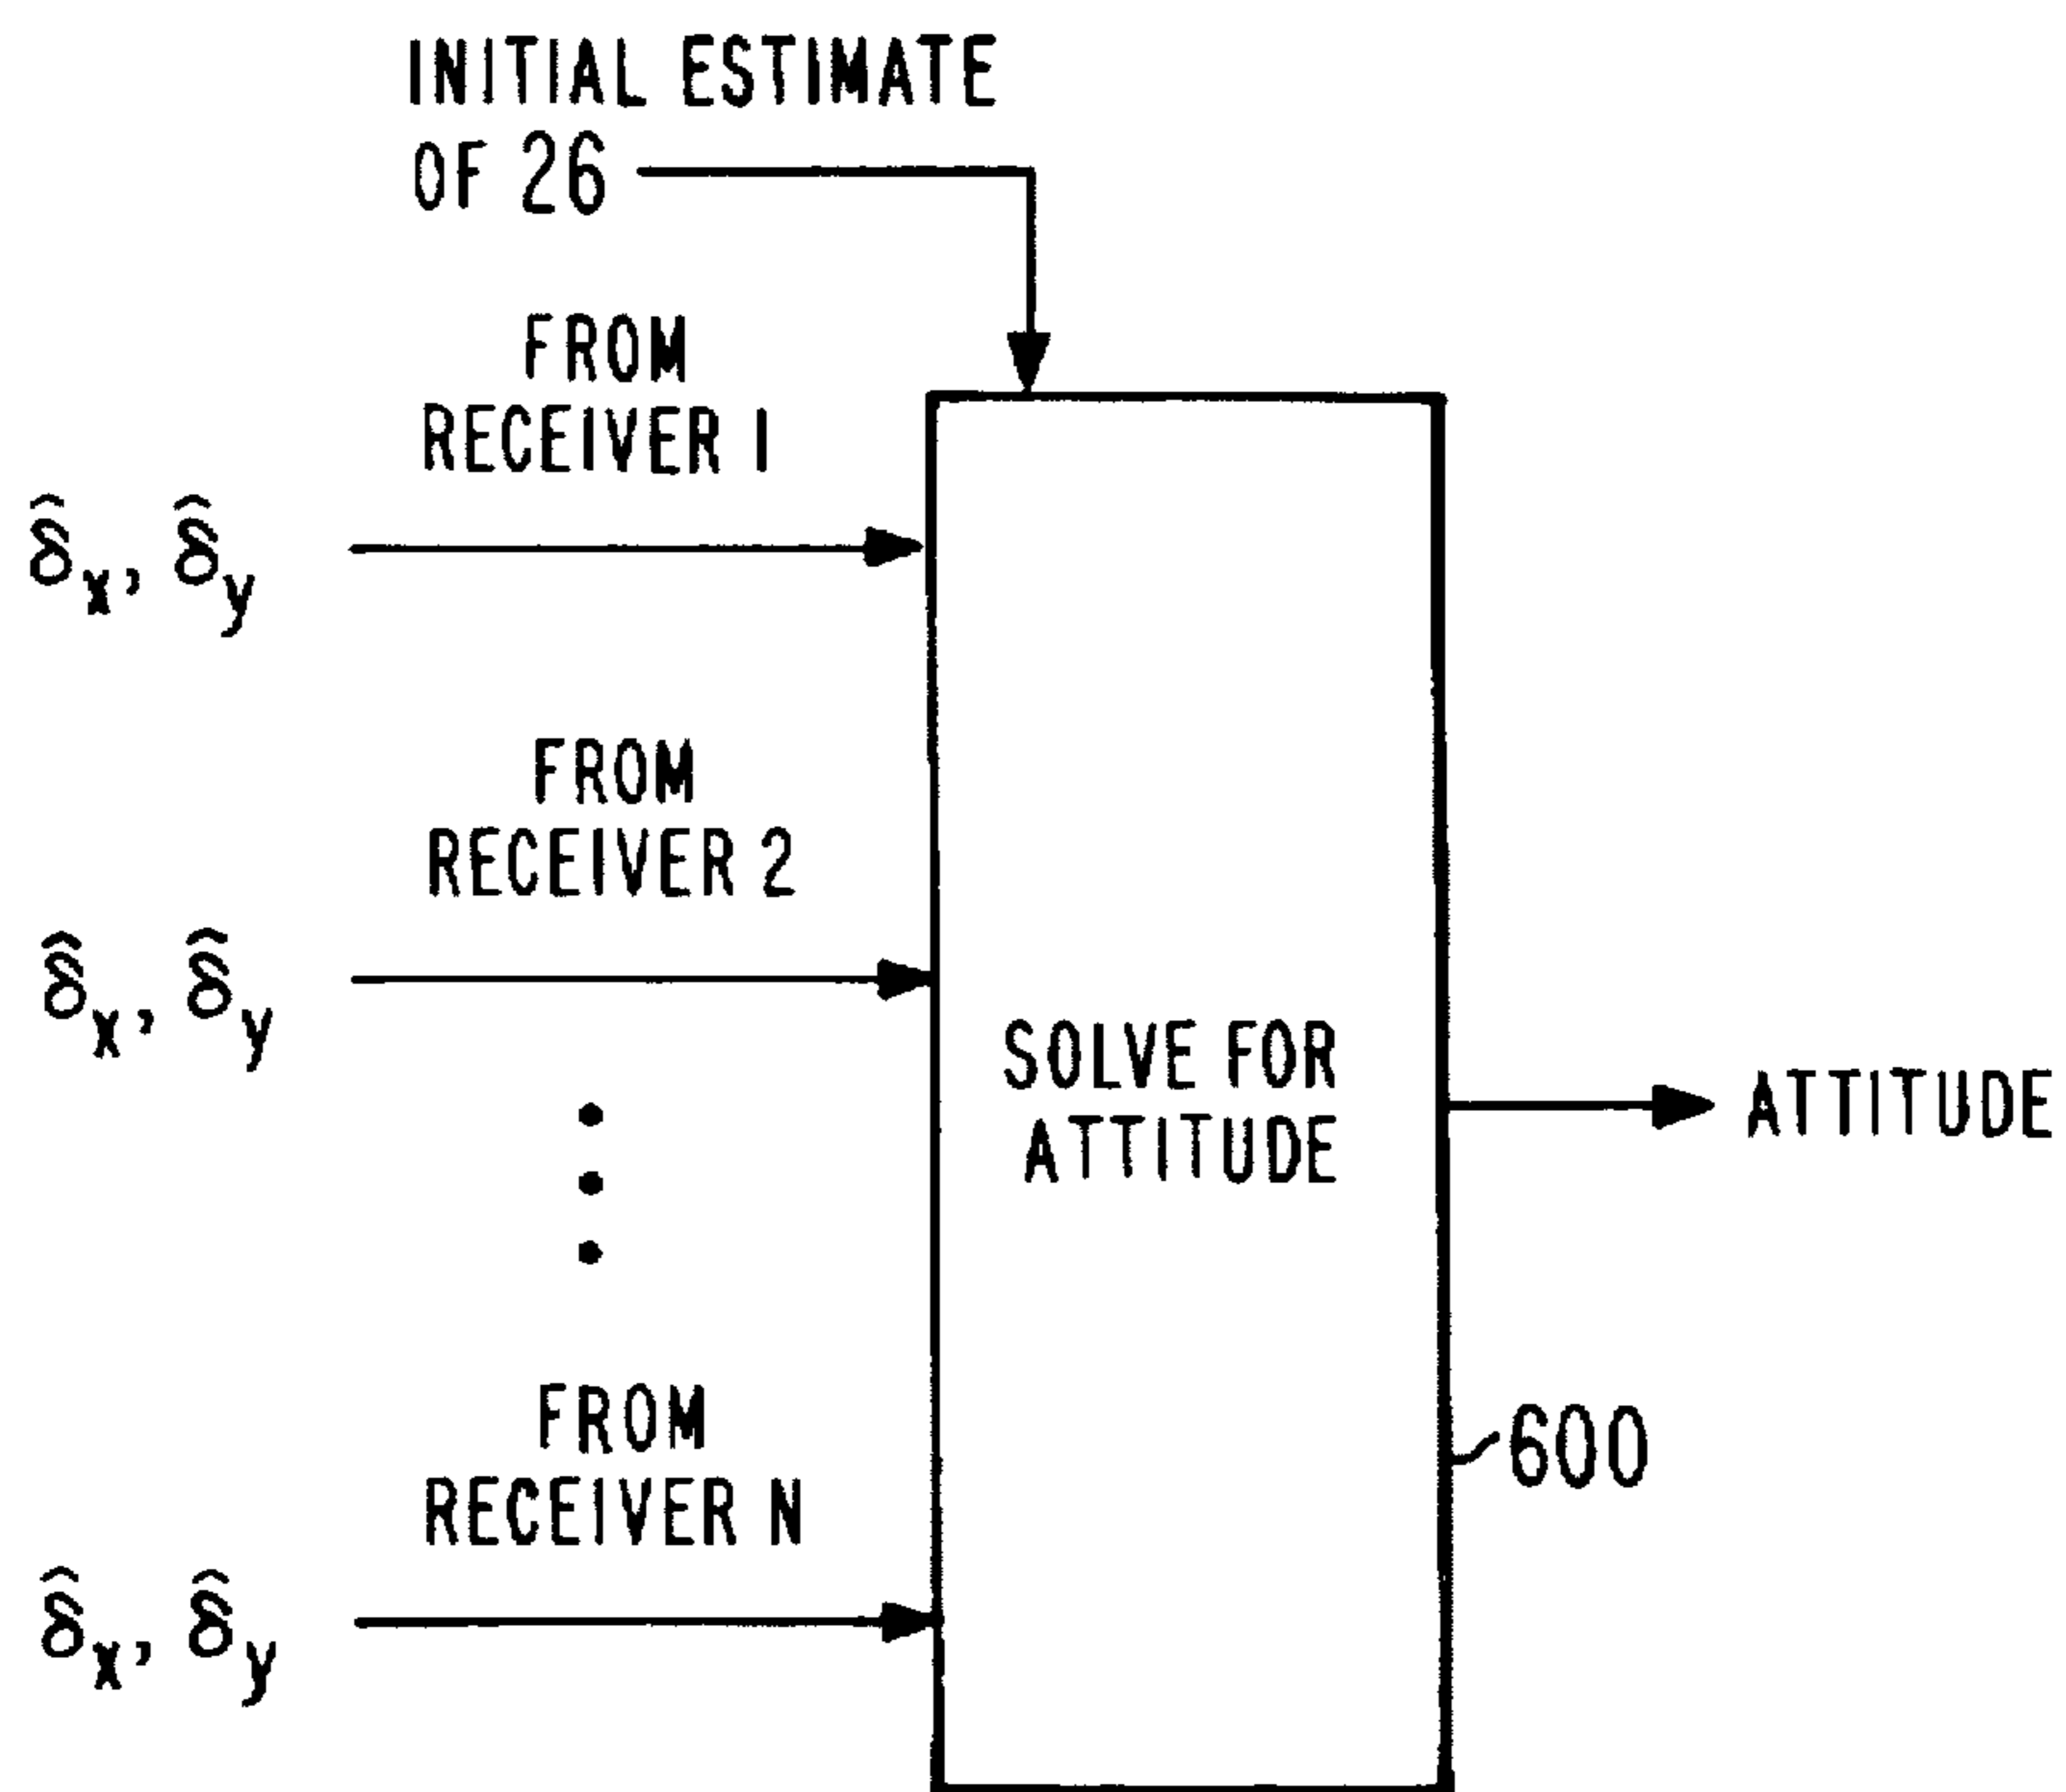 INITIAL ESTIMATE
OF 26
FROM
RECEIVER 1
δ̂x, δ̂y
FROM
RECEIVER 2
δ̂x, δ̂y
SOLVE FOR
ATTITUDE
ATTITUDE
FROM
RECEIVER N
600
δ̂x, δ̂y